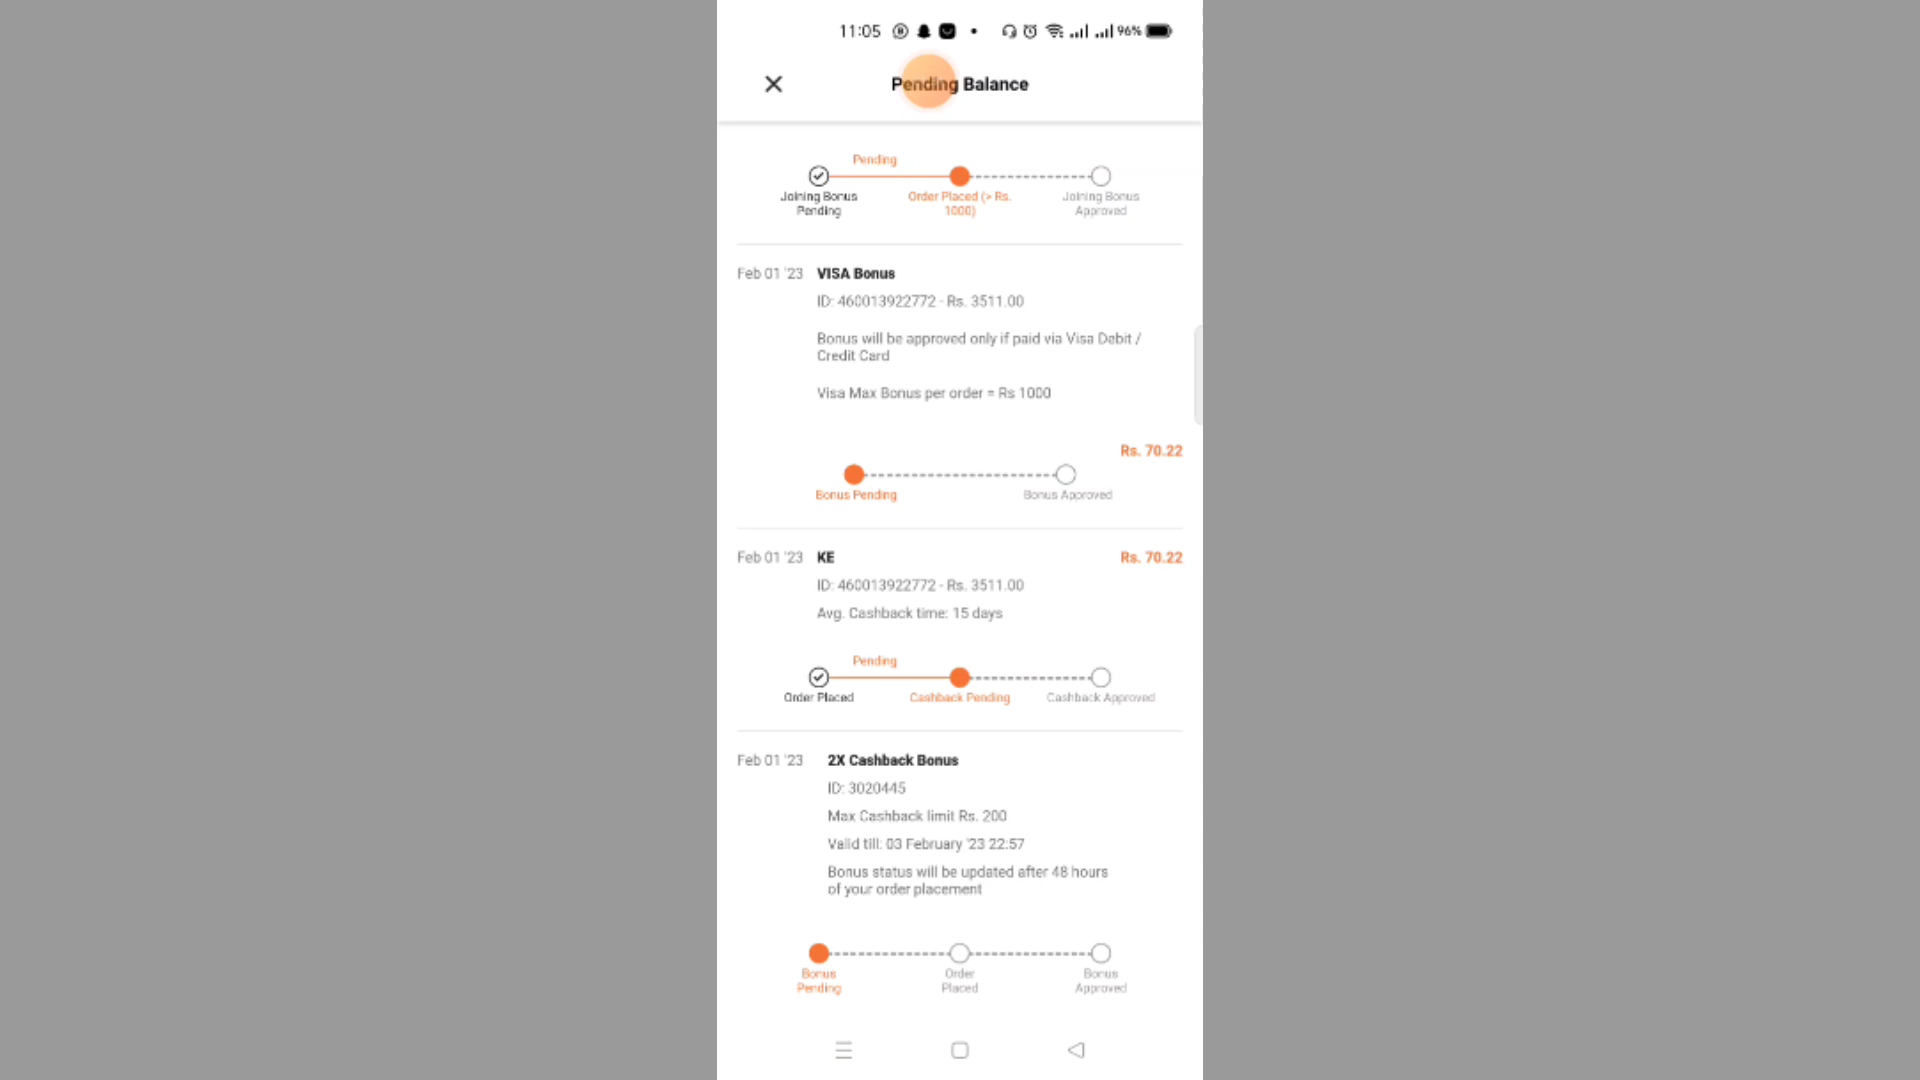 11:05
96%
Pending Balance
Pending
Joining Bonus
Pending
Order Placed (> Rs.
1000)
Joining Bonus
Approved
Feb 01 '23 VISA Bonus
ID: 460013922772 - Rs. 3511.00
Bonus will be approved only if paid via Visa Debit /
Credit Card
Visa Max Bonus per order = Rs 1000
Rs. 70.22
Bonus Pending
Bonus Approved
Feb 01 '23 KE Rs. 70.22
ID: 460013922772 - Rs. 3511.00
Avg. Cashback time: 15 days
Pending
Order Placed
Cashback Pending
Cashback Approved
Feb 01 '23 2X Cashback Bonus
ID: 3020445
Max Cashback limit Rs. 200
Valid till: 03 February '23 22:57
Bonus status will be updated after 48 hours
of your order placement
Bonus
Pending
Order
Placed
Bonus
Approved